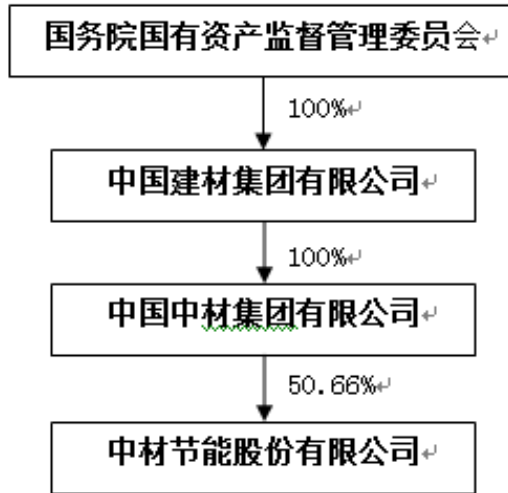 国务院国有资产监督管理委员会
100%
中国建材集团有限公司
100%
中国中材集团有限公司
50.66%
中材节能股份有限公司